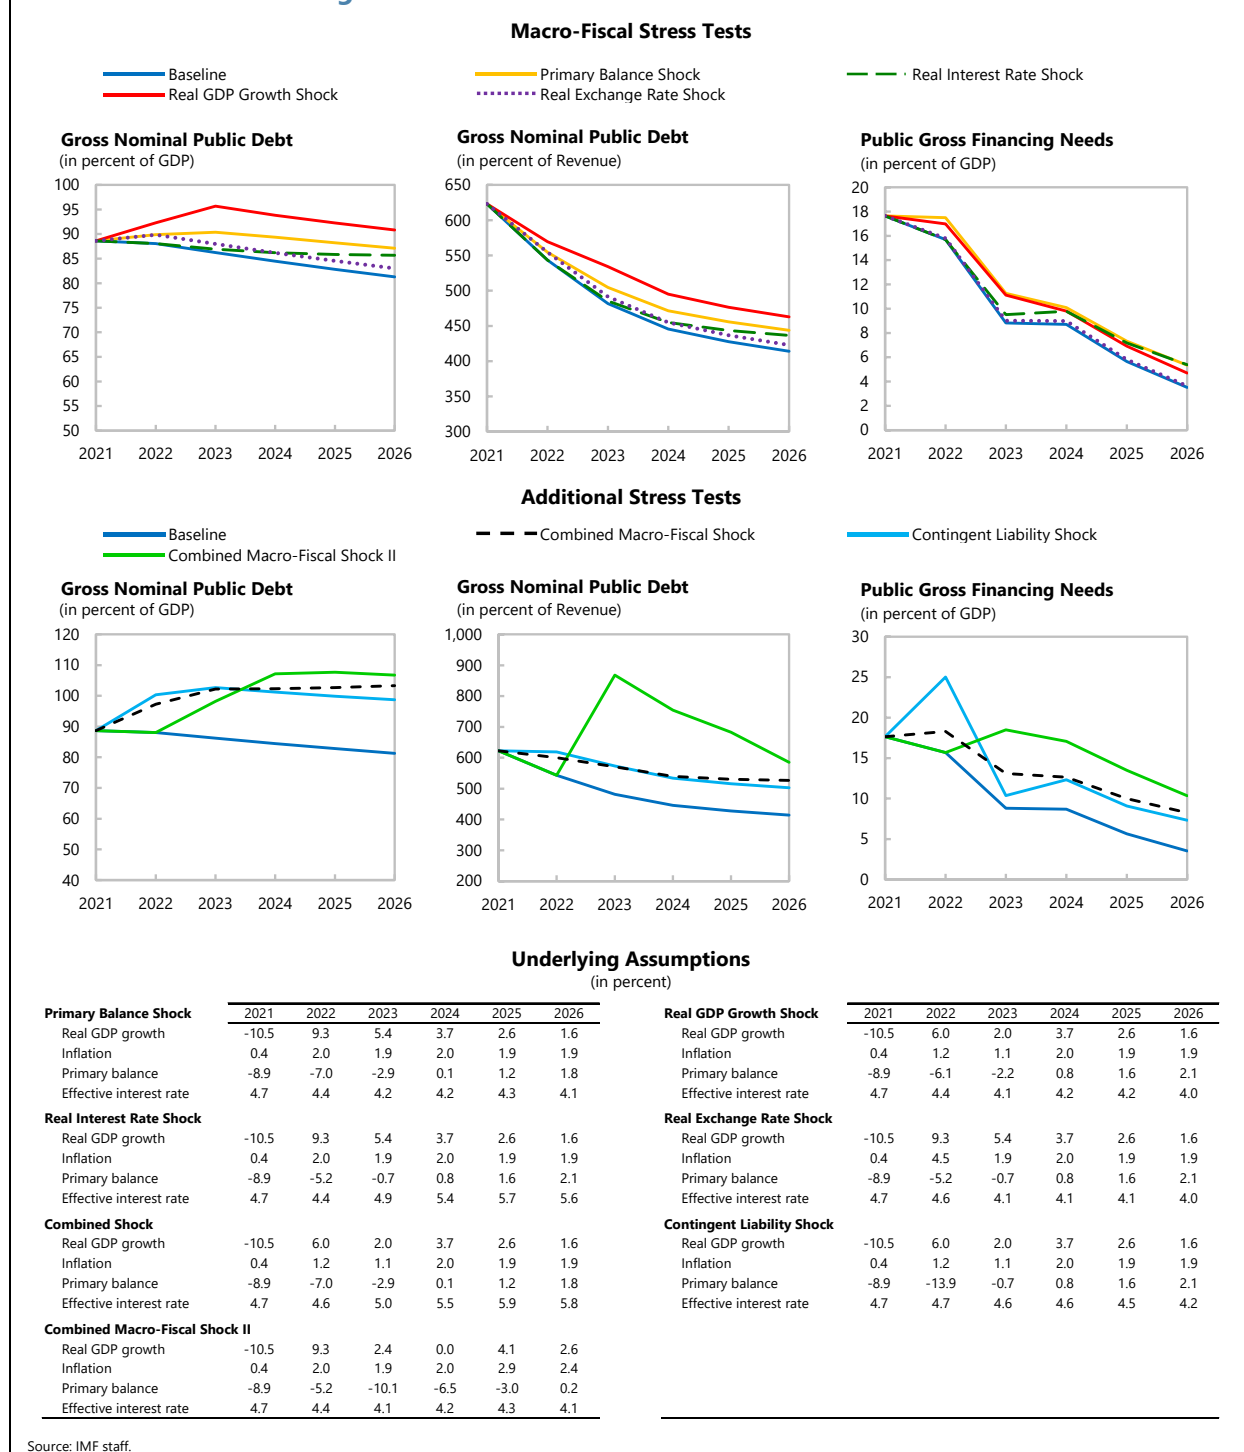 Macro-Fiscal Stress Tests
Baseline
Primary Balance Shock
Real Interest Rate Shock
Real GDP Growth Shock
Real Exchange Rate Shock
Gross Nominal Public Debt
(in percent of GDP)
100
95
90
85
80
75
70
65
60
55
50
2021 2022 2023 2024 2025 2026
Gross Nominal Public Debt
(in percent of Revenue)
650
600
550
500
450
400
350
300
2021 2022 2023 2024 2025 2026
Public Gross Financing Needs
(in percent of GDP)
20
18
16
14
12
10
8
6
4
2
0
2021 2022 2023 2024 2025 2026
Additional Stress Tests
Baseline
Combined Macro-Fiscal Shock
Contingent Liability Shock
Combined Macro-Fiscal Shock II
Gross Nominal Public Debt
(in percent of GDP)
120
110
100
90
80
70
60
50
40
2021 2022 2023 2024 2025 2026
Gross Nominal Public Debt
(in percent of Revenue)
1,000
900
800
700
600
500
400
300
200
2021 2022 2023 2024 2025 2026
Public Gross Financing Needs
(in percent of GDP)
30
25
20
15
10
5
0
2021 2022 2023 2024 2025 2026
Underlying Assumptions
(in percent)
Primary Balance Shock 2021 2022 2023 2024 2025 2026
Real GDP growth -10.5 9.3 5.4 3.7 2.6 1.6
Inflation 0.4 2.0 1.9 2.0 1.9 1.9
Primary balance -8.9 -7.0 -2.9 0.1 1.2 1.8
Effective interest rate 4.7 4.4 4.2 4.2 4.3 4.1
Real Interest Rate Shock
Real GDP growth -10.5 9.3 5.4 3.7 2.6 1.6
Inflation 0.4 2.0 1.9 2.0 1.9 1.9
Primary balance -8.9 -5.2 -0.7 0.8 1.6 2.1
Effective interest rate 4.7 4.4 4.9 5.4 5.7 5.6
Combined Shock
Real GDP growth -10.5 6.0 2.0 3.7 2.6 1.6
Inflation 0.4 1.2 1.1 2.0 1.9 1.9
Primary balance -8.9 -7.0 -2.9 0.1 1.2 1.8
Effective interest rate 4.7 4.6 5.0 5.5 5.9 5.8
Combined Macro-Fiscal Shock II
Real GDP growth -10.5 9.3 2.4 0.0 4.1 2.6
Inflation 0.4 2.0 1.9 2.0 2.9 2.4
Primary balance -8.9 -5.2 -10.1 -6.5 -3.0 0.2
Effective interest rate 4.7 4.4 4.1 4.2 4.3 4.1
Real GDP Growth Shock 2021 2022 2023 2024 2025 2026
Real GDP growth -10.5 6.0 2.0 3.7 2.6 1.6
Inflation 0.4 1.2 1.1 2.0 1.9 1.9
Primary balance -8.9 -6.1 -2.2 0.8 1.6 2.1
Effective interest rate 4.7 4.4 4.1 4.2 4.2 4.0
Real Exchange Rate Shock
Real GDP growth -10.5 9.3 5.4 3.7 2.6 1.6
Inflation 0.4 4.5 1.9 2.0 1.9 1.9
Primary balance -8.9 -5.2 -0.7 0.8 1.6 2.1
Effective interest rate 4.7 4.6 4.1 4.1 4.1 4.0
Contingent Liability Shock
Real GDP growth -10.5 6.0 2.0 3.7 2.6 1.6
Inflation 0.4 1.2 1.1 2.0 1.9 1.9
Primary balance -8.9 -13.9 -0.7 0.8 1.6 2.1
Effective interest rate 4.7 4.7 4.6 4.6 4.5 4.2
Source: IMF staff.